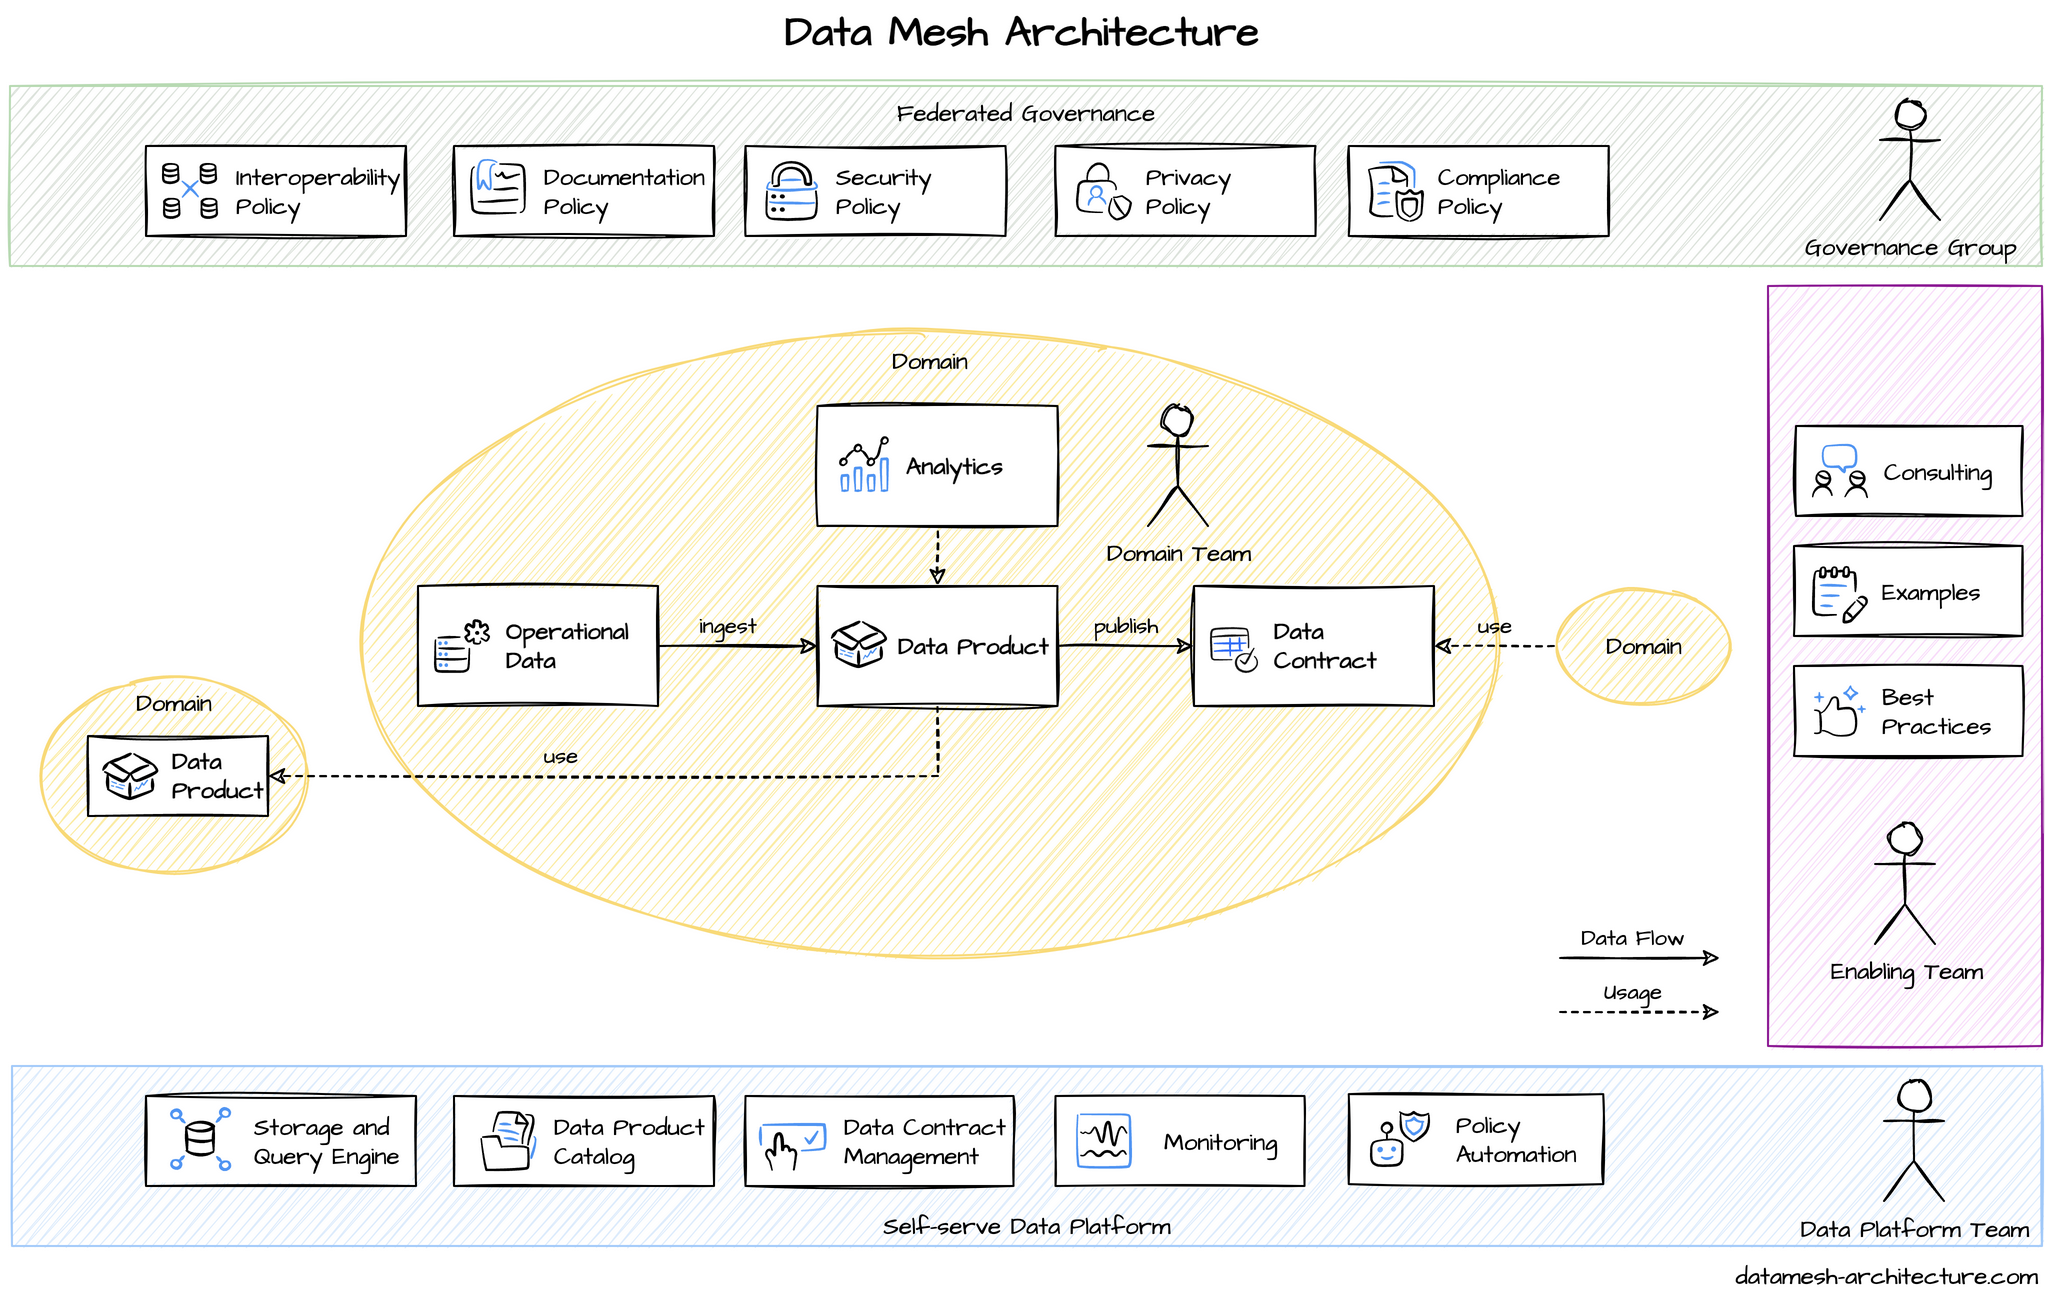 Data Mesh Architecture
Federated Governance
Interoperability
Policy
Documentation
Policy
Security
Policy
Privacy
Policy
Compliance
Policy
Governance Group
Domain
Analytics
Domain Team
Operational
Data
ingest
Data Product
publish
Data
Contract
use
Domain
Domain
Data
Product
use
Consulting
Examples
Best
Practices
Enabling Team
Data Flow
Usage
Storage and
Query Engine
Data Product
Catalog
Data Contract
Management
Monitoring
Policy
Automation
Self-serve Data Platform
Data Platform Team
datamesh-architecture.com